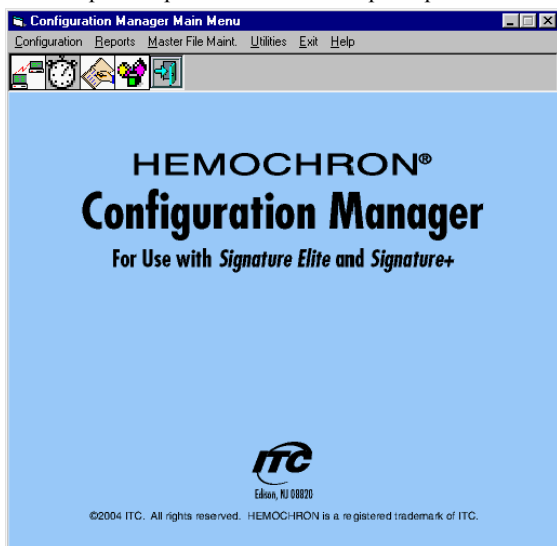 Configuration Manager Main Menu
Configuration Reports Master File Maint. Utilities Exit Help
HEMOCHRON®
Configuration Manager
For Use with Signature Elite and Signature+
ITC
Edison, NJ 08820
©2004 ITC. All rights reserved. HEMOCHRON is a registered trademark of ITC.